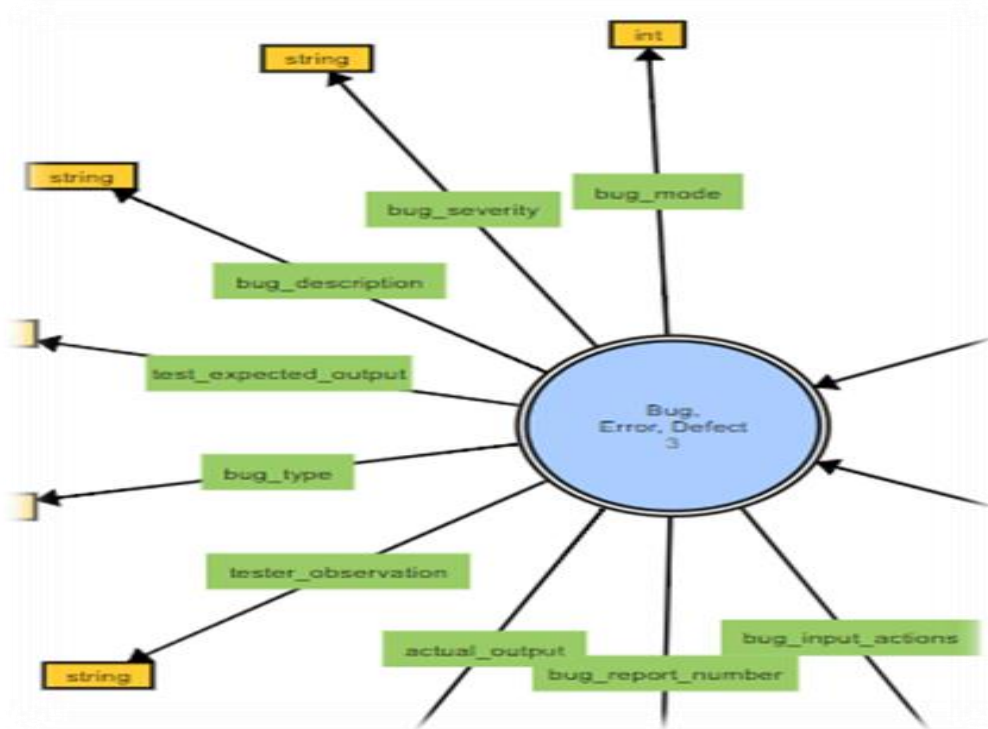 int
string
string
bug_severity
bug_mode
bug_description
test_expected_output
Bug,
Error, Defect
3
bug_type
tester_observation
actual_output
bug_input_actions
bug_report_number
string